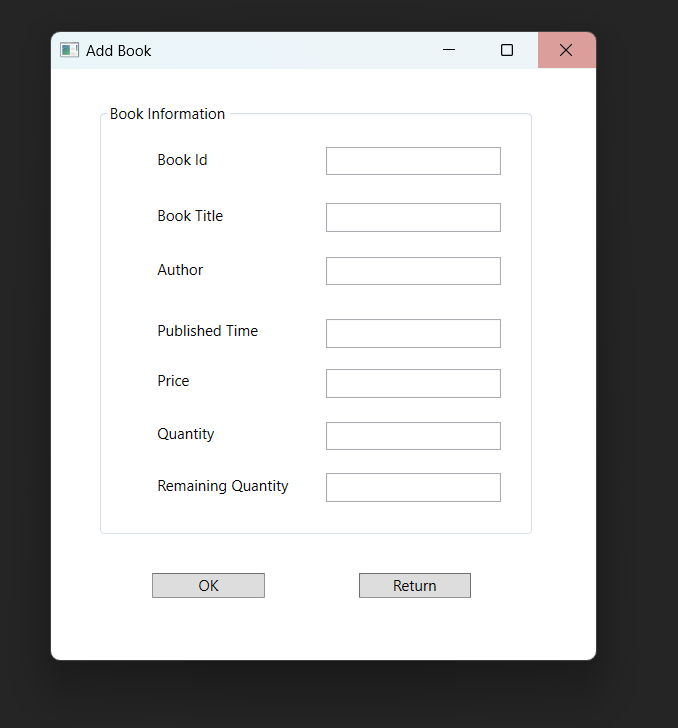 Add Book
Book Information
Book Id
Book Title
Author
Published Time
Price
Quantity
Remaining Quantity
OK
Return